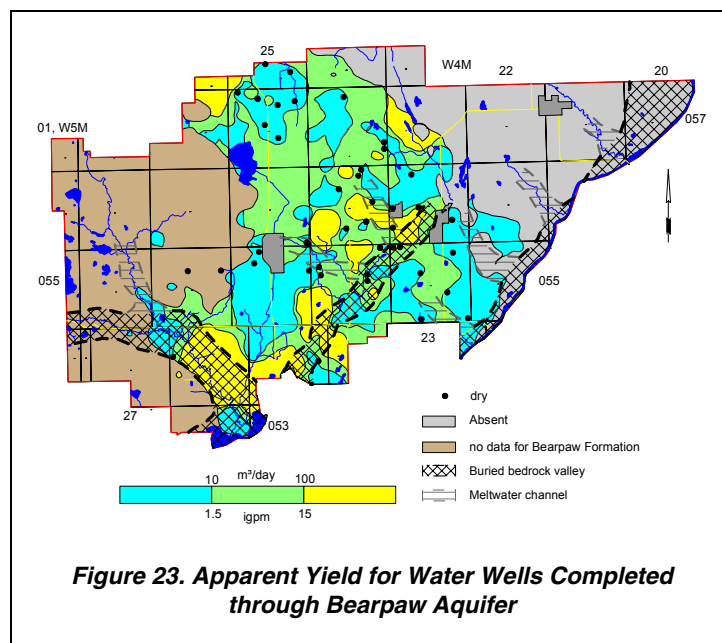 25
W4M
22
20
01, W5M
057
055
055
23
27
053
dry
Absent
no data for Bearpaw Formation
Buried bedrock valley
Meltwater channel
10 m³/day 100
1.5 igpm 15
Figure 23. Apparent Yield for Water Wells Completed
through Bearpaw Aquifer